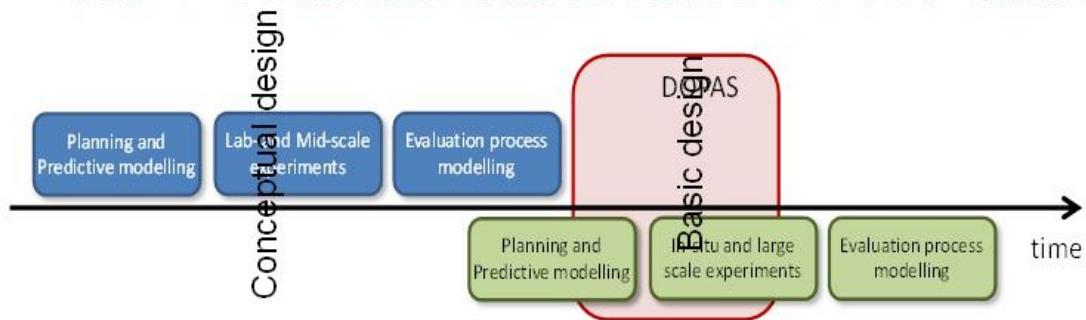 Conceptual design
DOPAS
Basic design
Planning and
Predictive modelling
Lab- and Mid-scale
experiments
Evaluation process
modelling
time
Planning and
Predictive modelling
In-situ and large
scale experiments
Evaluation process
modelling